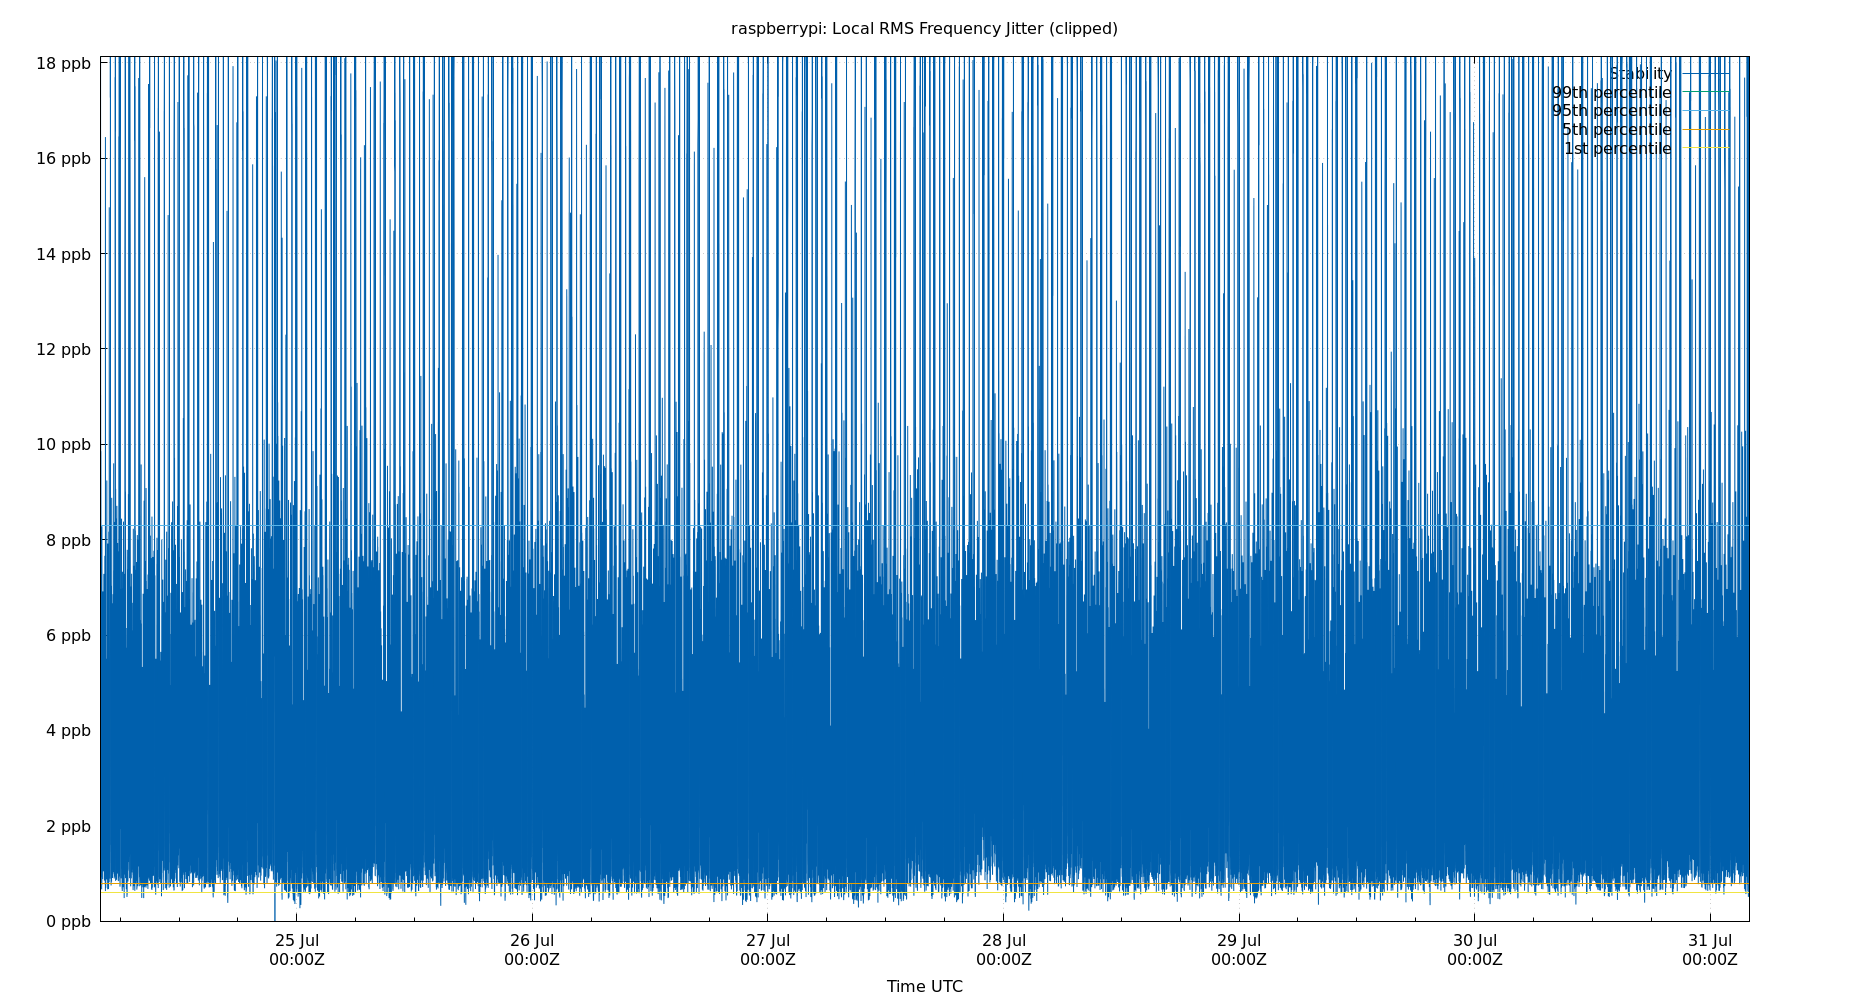 raspberrypi: Local RMS Frequency Jitter (clipped)
18 ppb
16 ppb
14 ppb
12 ppb
10 ppb
8 ppb
6 ppb
4 ppb
2 ppb
0 ppb
Stability
99th percentile
95th percentile
5th percentile
1st percentile
25 Jul 26 Jul 27 Jul 28 Jul 29 Jul 30 Jul 31 Jul
00:00Z 00:00Z 00:00Z 00:00Z 00:00Z 00:00Z 00:00Z
Time UTC